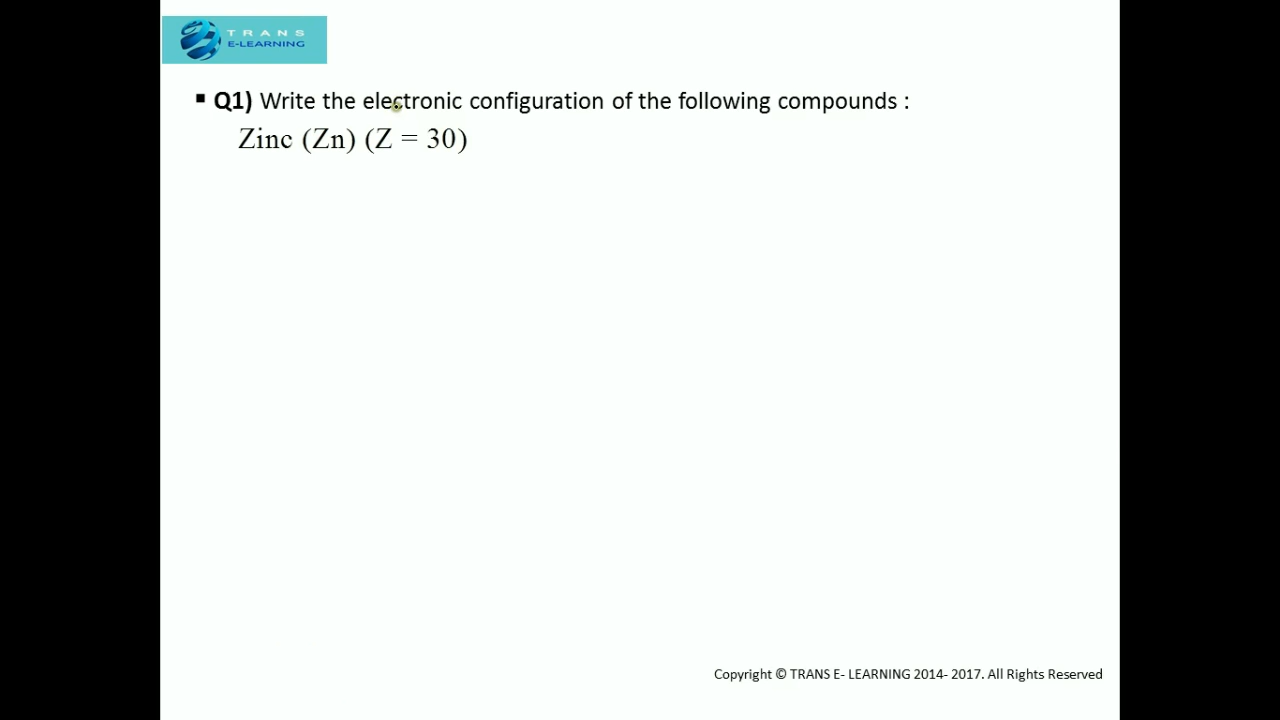 TRANS
E-LEARNING
▪ Q1) Write the electronic configuration of the following compounds :
Zinc (Zn) (Z = 30)
Copyright © TRANS E- LEARNING 2014- 2017. All Rights Reserved